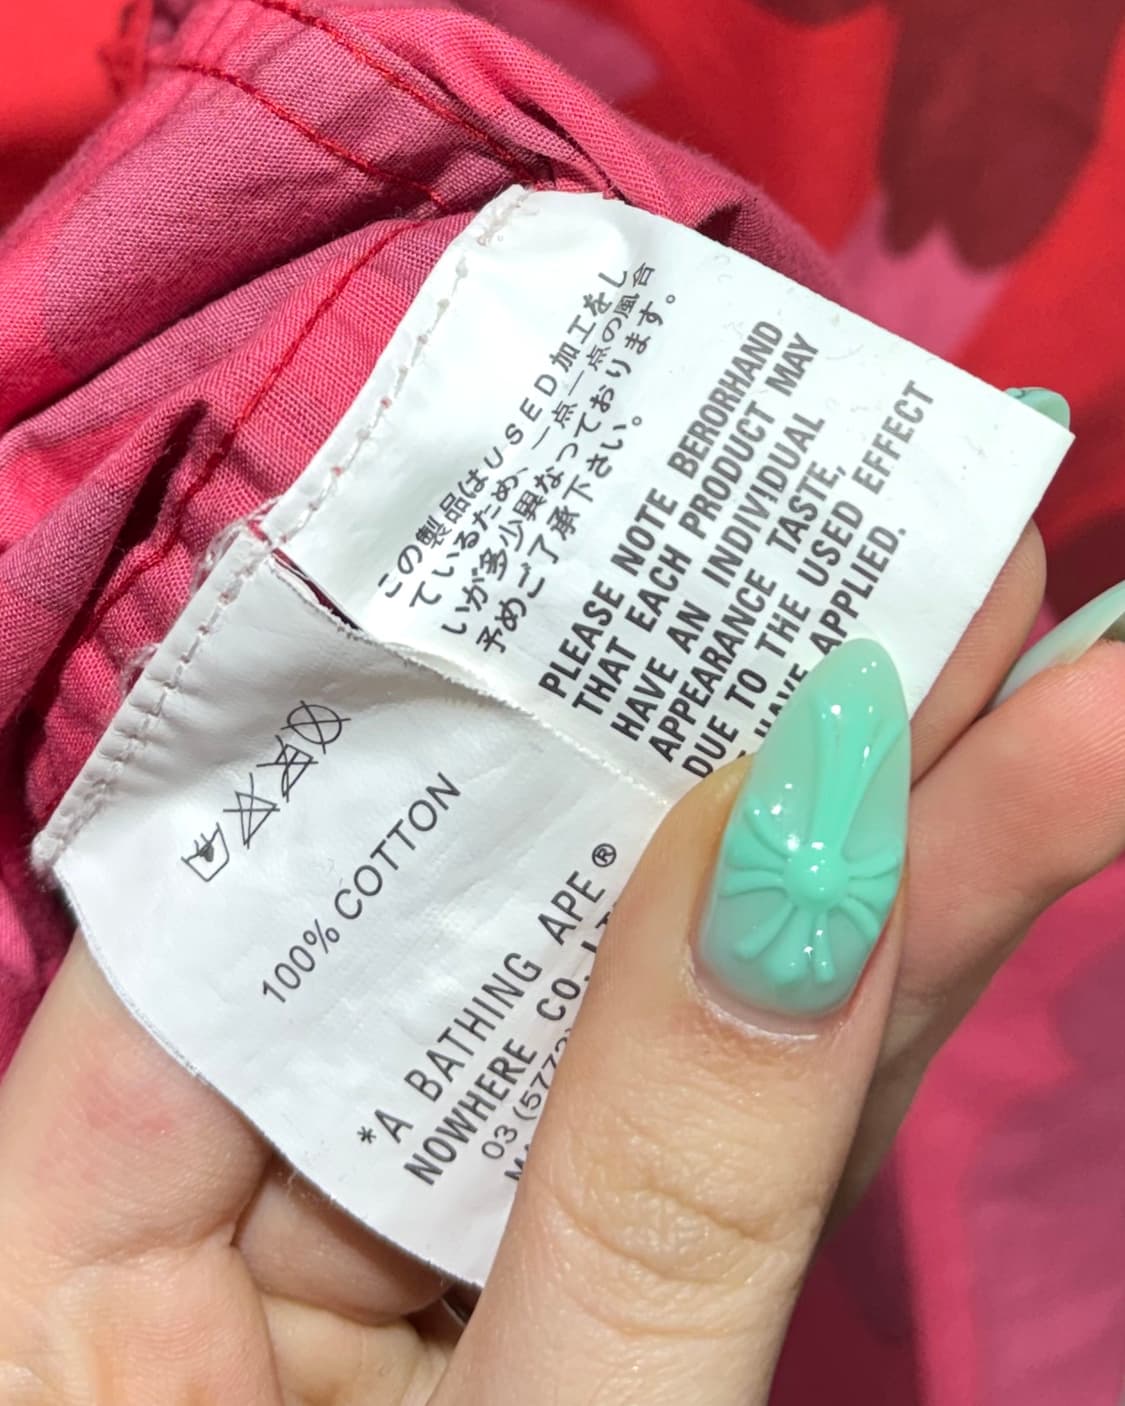 この製品はUSED加工をし
ているため、一点一点の風合
いが多少異なっております。
予めご了承下さい。
PLEASE NOTE BERORHAND
THAT EACH PRODUCT MAY
HAVE AN INDIVIDUAL
APPEARANCE TASTE,
DUE TO THE USED EFFECT
HAVE APPLIED.
100% COTTON
*A BATHING APE®
NOWHERE CO.
03 (577